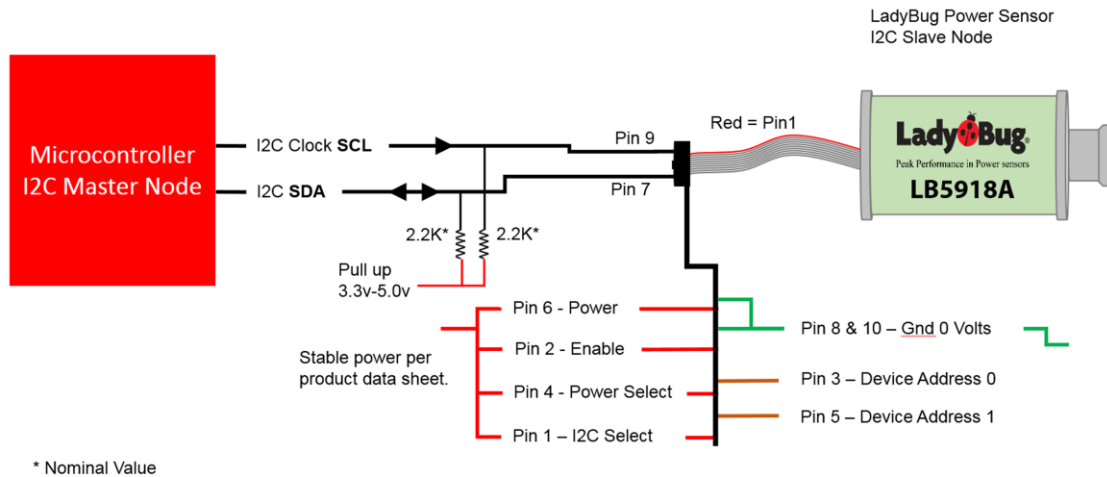 LadyBug Power Sensor
I2C Slave Node
Microcontroller
I2C Master Node
I2C Clock SCL
I2C SDA
Pin 9
Pin 7
Red = Pin1
LadyBug
Peak Performance in Power sensors
LB5918A
2.2K*
2.2K*
Pull up
3.3v-5.0v
Stable power per
product data sheet.
Pin 6 - Power
Pin 2 - Enable
Pin 4 - Power Select
Pin 1 – I2C Select
Pin 8 & 10 – Gnd 0 Volts
Pin 3 – Device Address 0
Pin 5 – Device Address 1
* Nominal Value